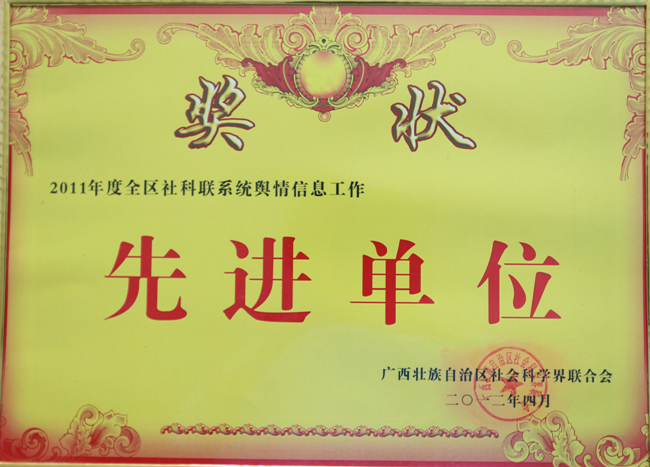 奖状
2011年度全区社科联系统舆情信息工作
先进单位
广西壮族自治区社会科学界联合会
二〇一二年四月